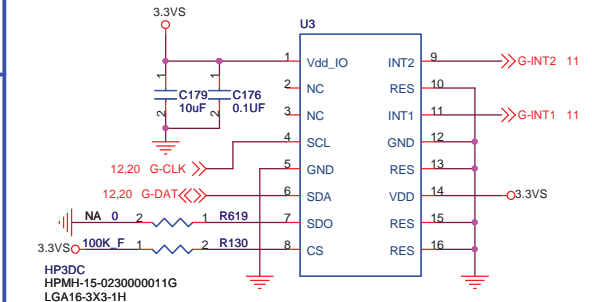 3.3VS
U3
1 Vdd_IO INT2 9 G-INT2 11
2 NC RES 10
3 NC INT1 11 G-INT1 11
4 SCL GND 12
5 GND RES 13
6 SDA VDD 14 3.3VS
7 SDO RES 15
8 CS RES 16
1 C179 10uF 2
1 C176 0.1UF 2
12,20 G-CLK
12,20 G-DAT
NA 0 2 1 R619
3.3VS 100K_F 1 2 R130
HP3DC
HPMH-15-0230000011G
LGA16-3X3-1H